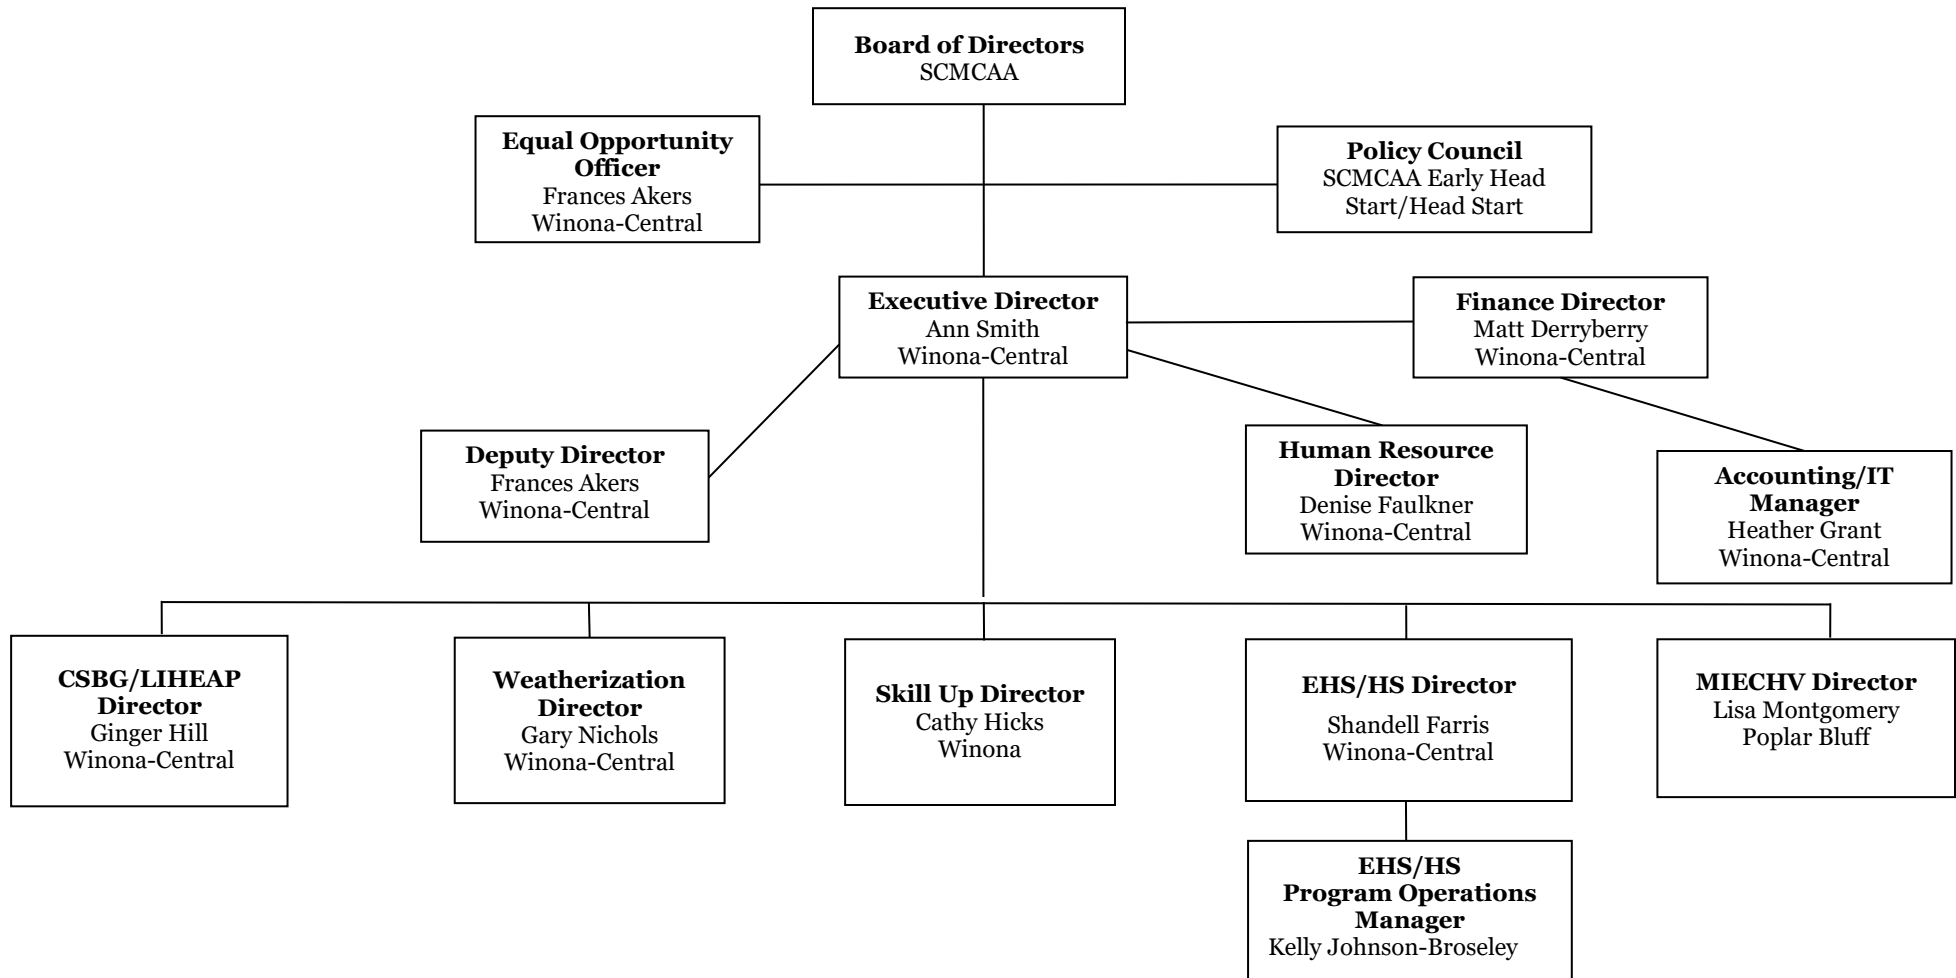 Board of Directors
SCMCAA
Equal Opportunity
Officer
Frances Akers
Winona-Central
Policy Council
SCMCAA Early Head
Start/Head Start
Executive Director
Ann Smith
Winona-Central
Finance Director
Matt Derryberry
Winona-Central
Deputy Director
Frances Akers
Winona-Central
Human Resource
Director
Denise Faulkner
Winona-Central
Accounting/IT
Manager
Heather Grant
Winona-Central
CSBG/LIHEAP
Director
Ginger Hill
Winona-Central
Weatherization
Director
Gary Nichols
Winona-Central
Skill Up Director
Cathy Hicks
Winona
EHS/HS Director
Shandell Farris
Winona-Central
MIECHV Director
Lisa Montgomery
Poplar Bluff
EHS/HS
Program Operations
Manager
Kelly Johnson-Broseley